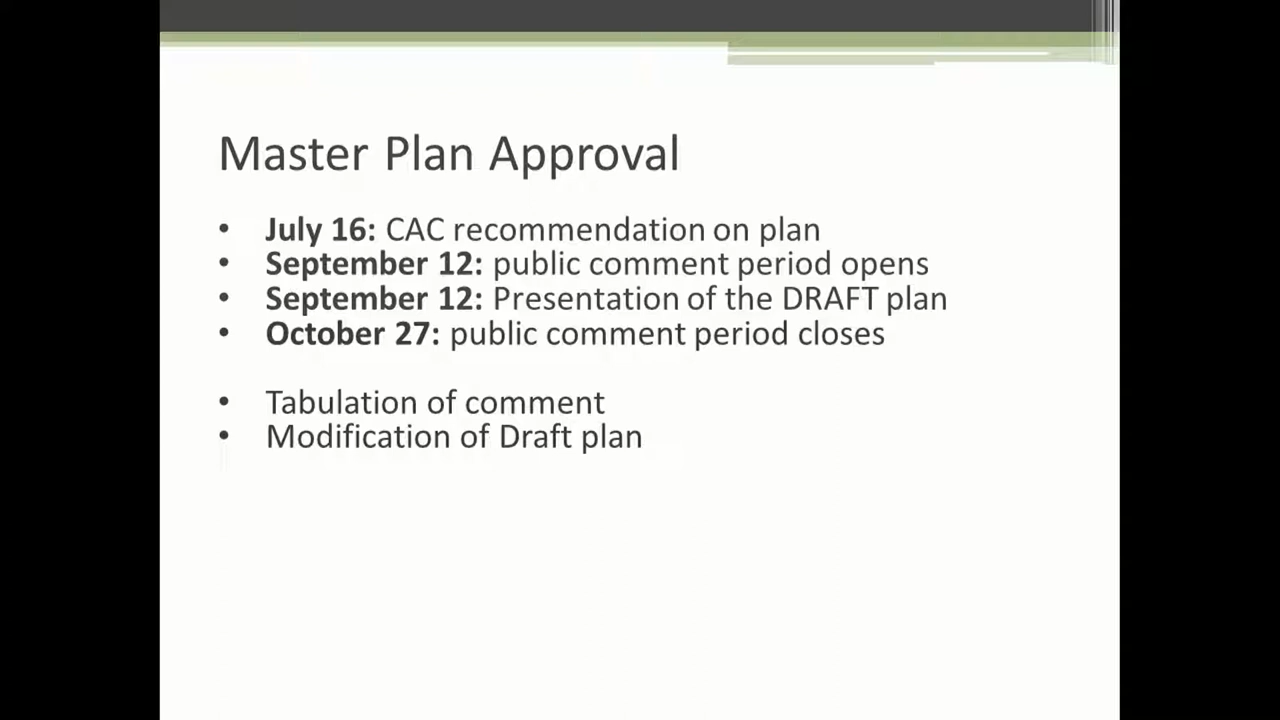 Master Plan Approval
• July 16: CAC recommendation on plan
• September 12: public comment period opens
• September 12: Presentation of the DRAFT plan
• October 27: public comment period closes
• Tabulation of comment
• Modification of Draft plan